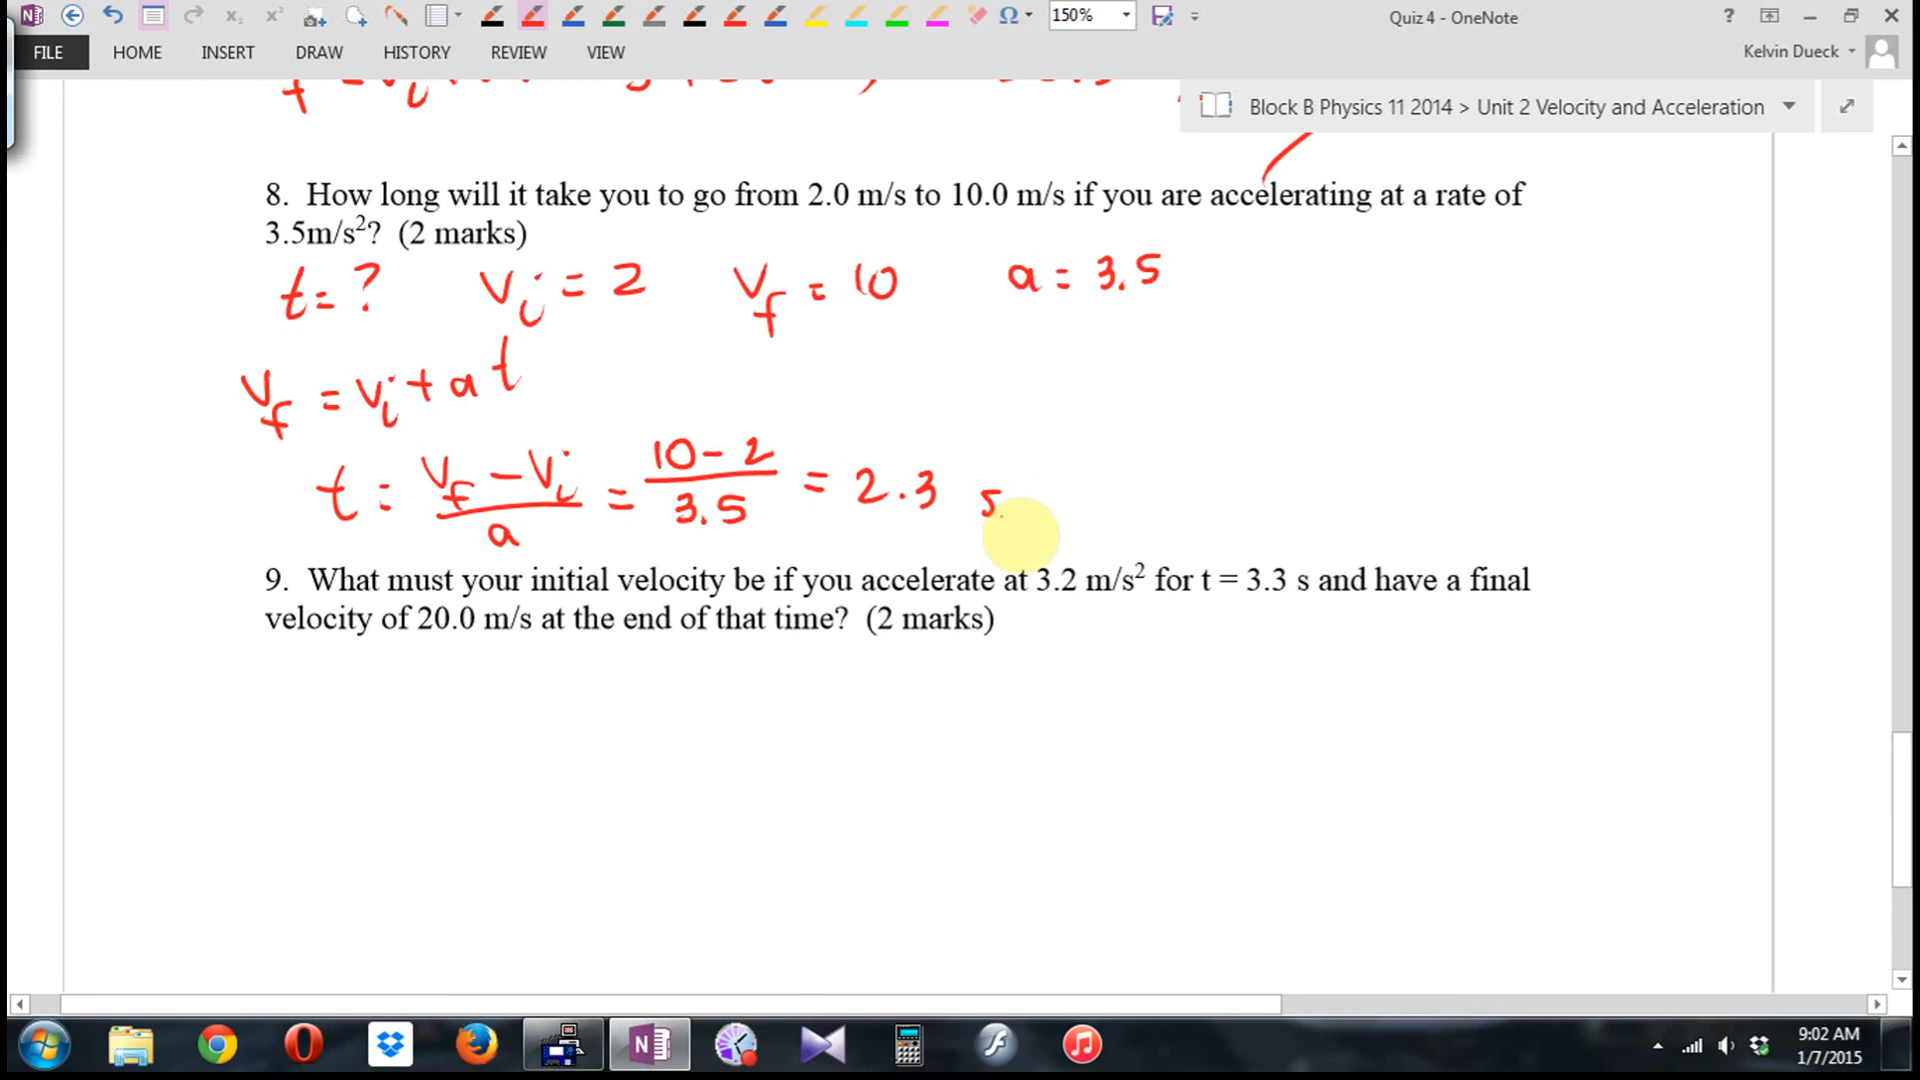 150%
Quiz 4 - OneNote
FILE HOME INSERT DRAW HISTORY REVIEW VIEW
Kelvin Dueck
Block B Physics 11 2014 > Unit 2 Velocity and Acceleration
8. How long will it take you to go from 2.0 m/s to 10.0 m/s if you are accelerating at a rate of
3.5m/s²? (2 marks)
t = ? vi = 2 vf = 10 a = 3.5
vf = vi + at
t = (vf - vi)/a = (10 - 2)/3.5 = 2.3 s.
9. What must your initial velocity be if you accelerate at 3.2 m/s² for t = 3.3 s and have a final
velocity of 20.0 m/s at the end of that time? (2 marks)
9:02 AM
1/7/2015